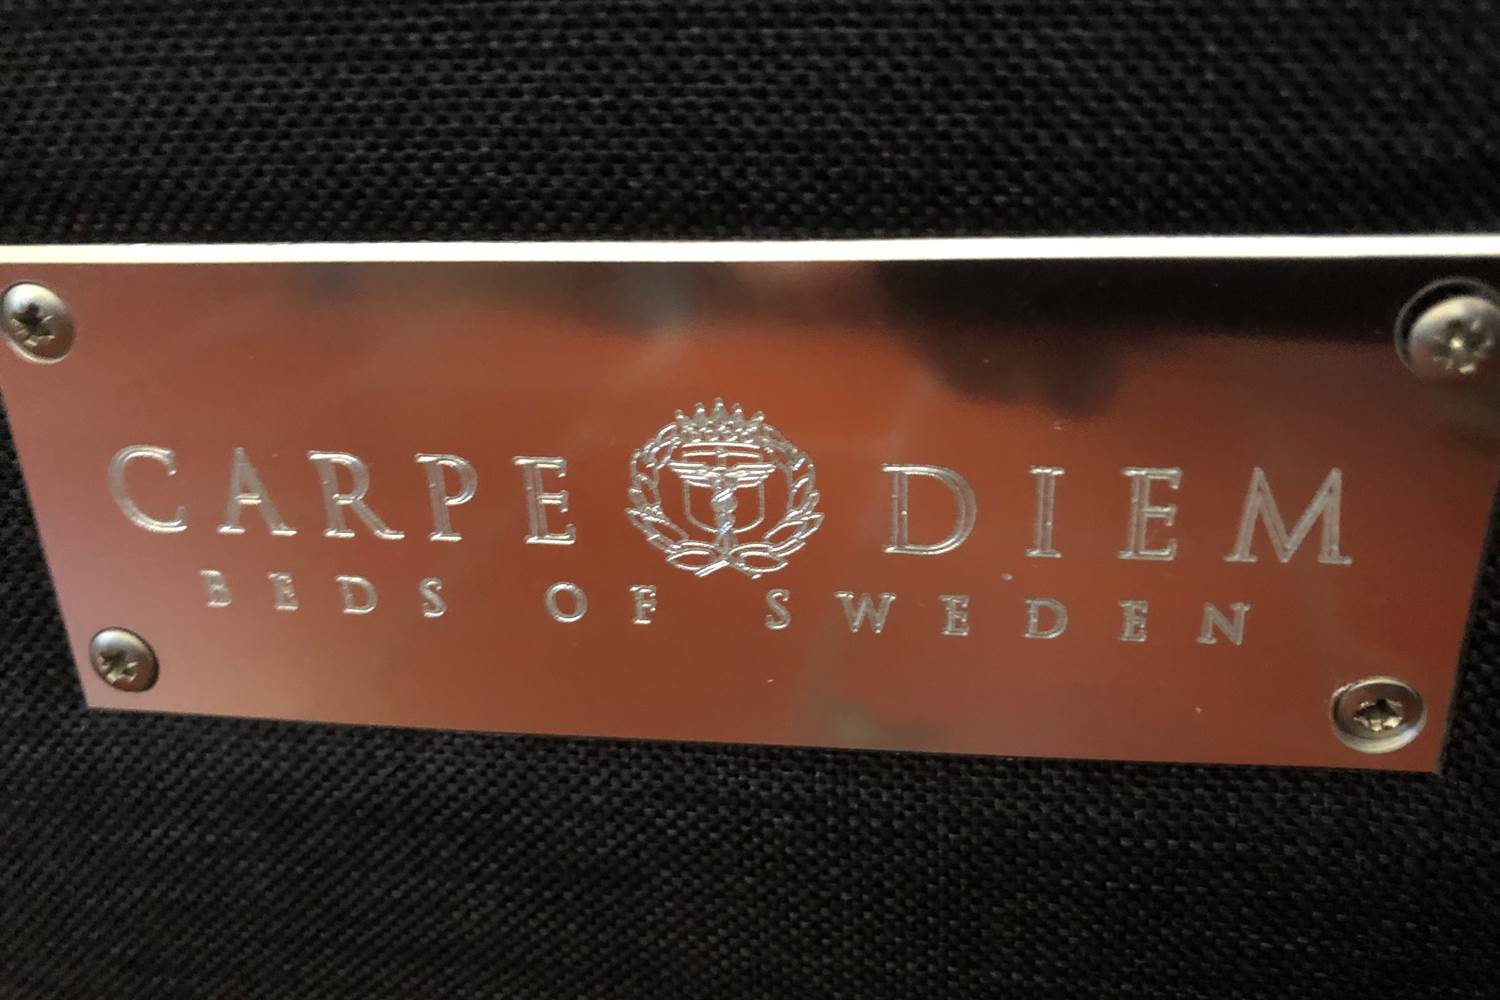 CARPE DIEM
BEDS OF SWEDEN